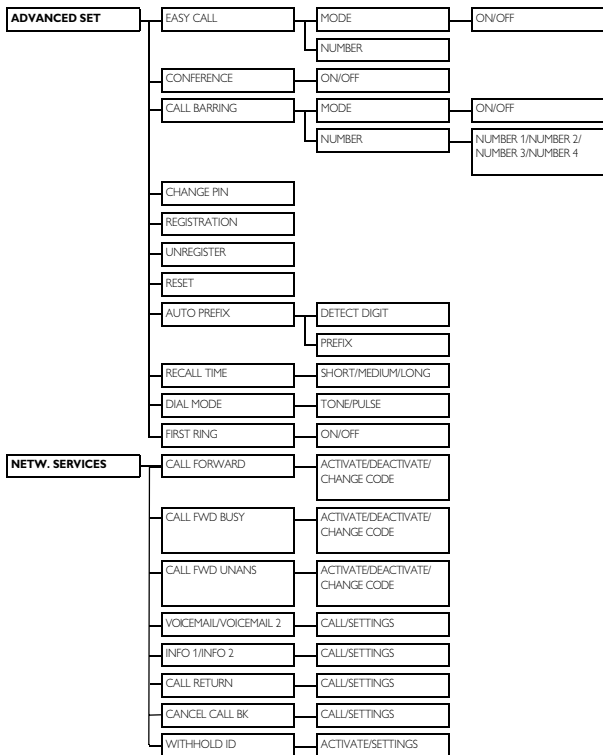 ADVANCED SET
EASY CALL
MODE
ON/OFF
NUMBER
CONFERENCE
ON/OFF
CALL BARRING
MODE
ON/OFF
NUMBER
NUMBER 1/NUMBER 2/
NUMBER 3/NUMBER 4
CHANGE PIN
REGISTRATION
UNREGISTER
RESET
AUTO PREFIX
DETECT DIGIT
PREFIX
RECALL TIME
SHORT/MEDIUM/LONG
DIAL MODE
TONE/PULSE
FIRST RING
ON/OFF
NETW. SERVICES
CALL FORWARD
ACTIVATE/DEACTIVATE/
CHANGE CODE
CALL FWD BUSY
ACTIVATE/DEACTIVATE/
CHANGE CODE
CALL FWD UNANS
ACTIVATE/DEACTIVATE/
CHANGE CODE
VOICEMAIL/VOICEMAIL 2
CALL/SETTINGS
INFO 1/INFO 2
CALL/SETTINGS
CALL RETURN
CALL/SETTINGS
CANCEL CALL BK
CALL/SETTINGS
WITHHOLD ID
ACTIVATE/SETTINGS